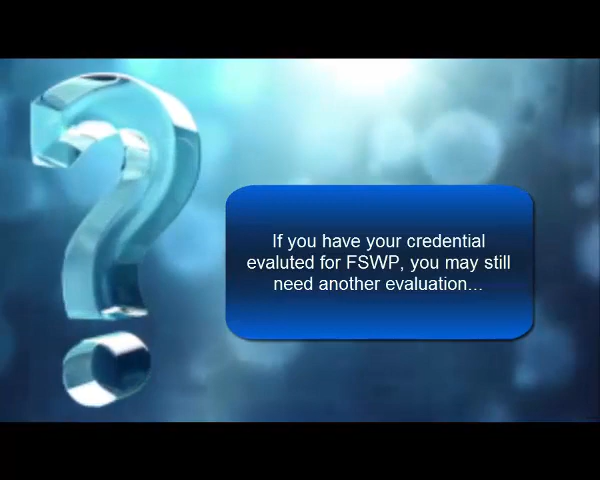 If you have your credential
evaluted for FSWP, you may still
need another evaluation...